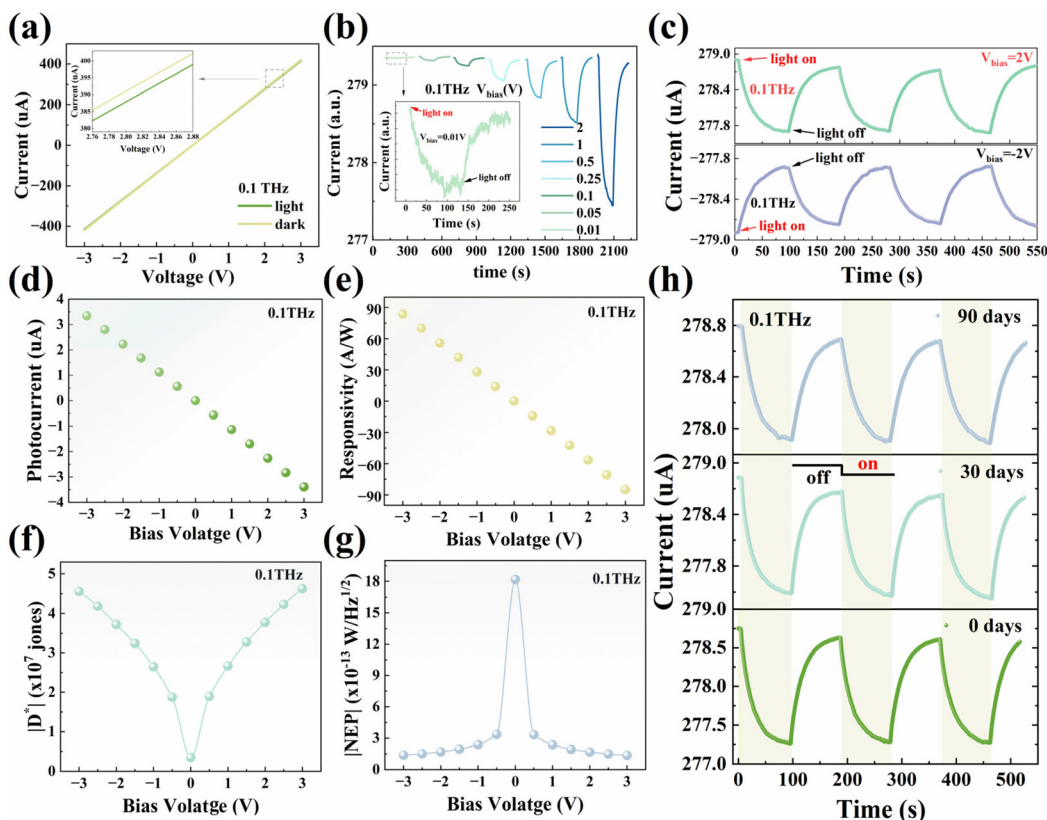 (a)
Current (uA)
400
200
0
−200
−400
−3 −2 −1 0 1 2 3
Voltage (V)
Current (uA)
400
395
390
385
380
2.76 2.80 2.84 2.88
Voltage (V)
0.1 THz
light
dark
(b)
Current (a.u.)
279
278
277
0 300 600 900 1200 1500 1800 2100
time (s)
0.1THz
Vbias(V)
2
1
0.5
0.25
0.1
0.05
0.01
Current (a.u.)
light on
Vbias=0.01V
light off
0 50 100 150 200 250
Time (s)
(c)
Current (uA)
279.0
278.4
277.8
light on
Vbias=2V
0.1THz
light off
−277.8
−278.4
−279.0
light off
Vbias=-2V
0.1THz
light on
0 50 100 150 200 250 300 350 400 450 500 550
Time (s)
(d)
Photocurrent (uA)
4
3
2
1
0
−1
−2
−3
−4
0.1THz
−3 −2 −1 0 1 2 3
Bias Volatge (V)
(e)
Responsivity (A/W)
90
60
30
0
−30
−60
−90
0.1THz
−3 −2 −1 0 1 2 3
Bias Volatge (V)
(f)
|D*| (x10⁷ jones)
5
4
3
2
1
0
0.1THz
−3 −2 −1 0 1 2 3
Bias Volatge (V)
(g)
|NEP| (x10⁻¹³ W/Hz¹ᐟ²)
18
15
12
9
6
3
0
0.1THz
−3 −2 −1 0 1 2 3
Bias Volatge (V)
(h)
Current (uA)
0.1THz
90 days
278.8
278.4
278.0
279.0
off
on
30 days
278.4
277.8
279.0
0 days
278.5
278.0
277.5
277.0
0 100 200 300 400 500
Time (s)